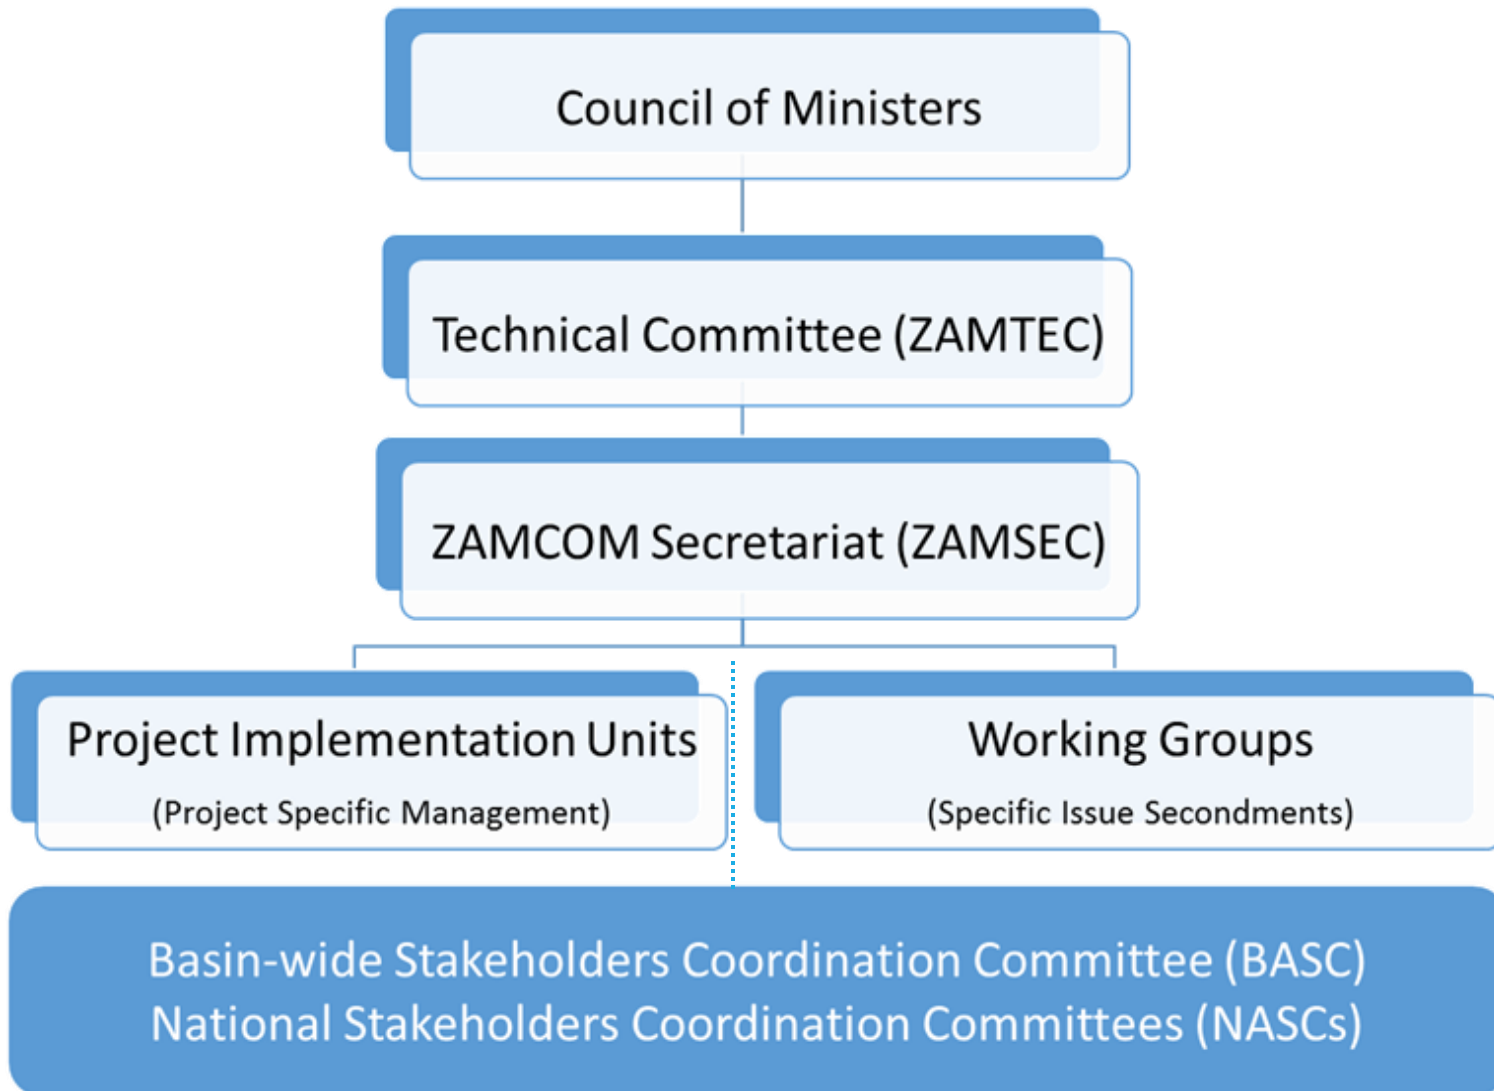 Council of Ministers
Technical Committee (ZAMTEC)
ZAMCOM Secretariat (ZAMSEC)
Project Implementation Units
(Project Specific Management)
Working Groups
(Specific Issue Secondments)
Basin-wide Stakeholders Coordination Committee (BASC)
National Stakeholders Coordination Committees (NASCs)